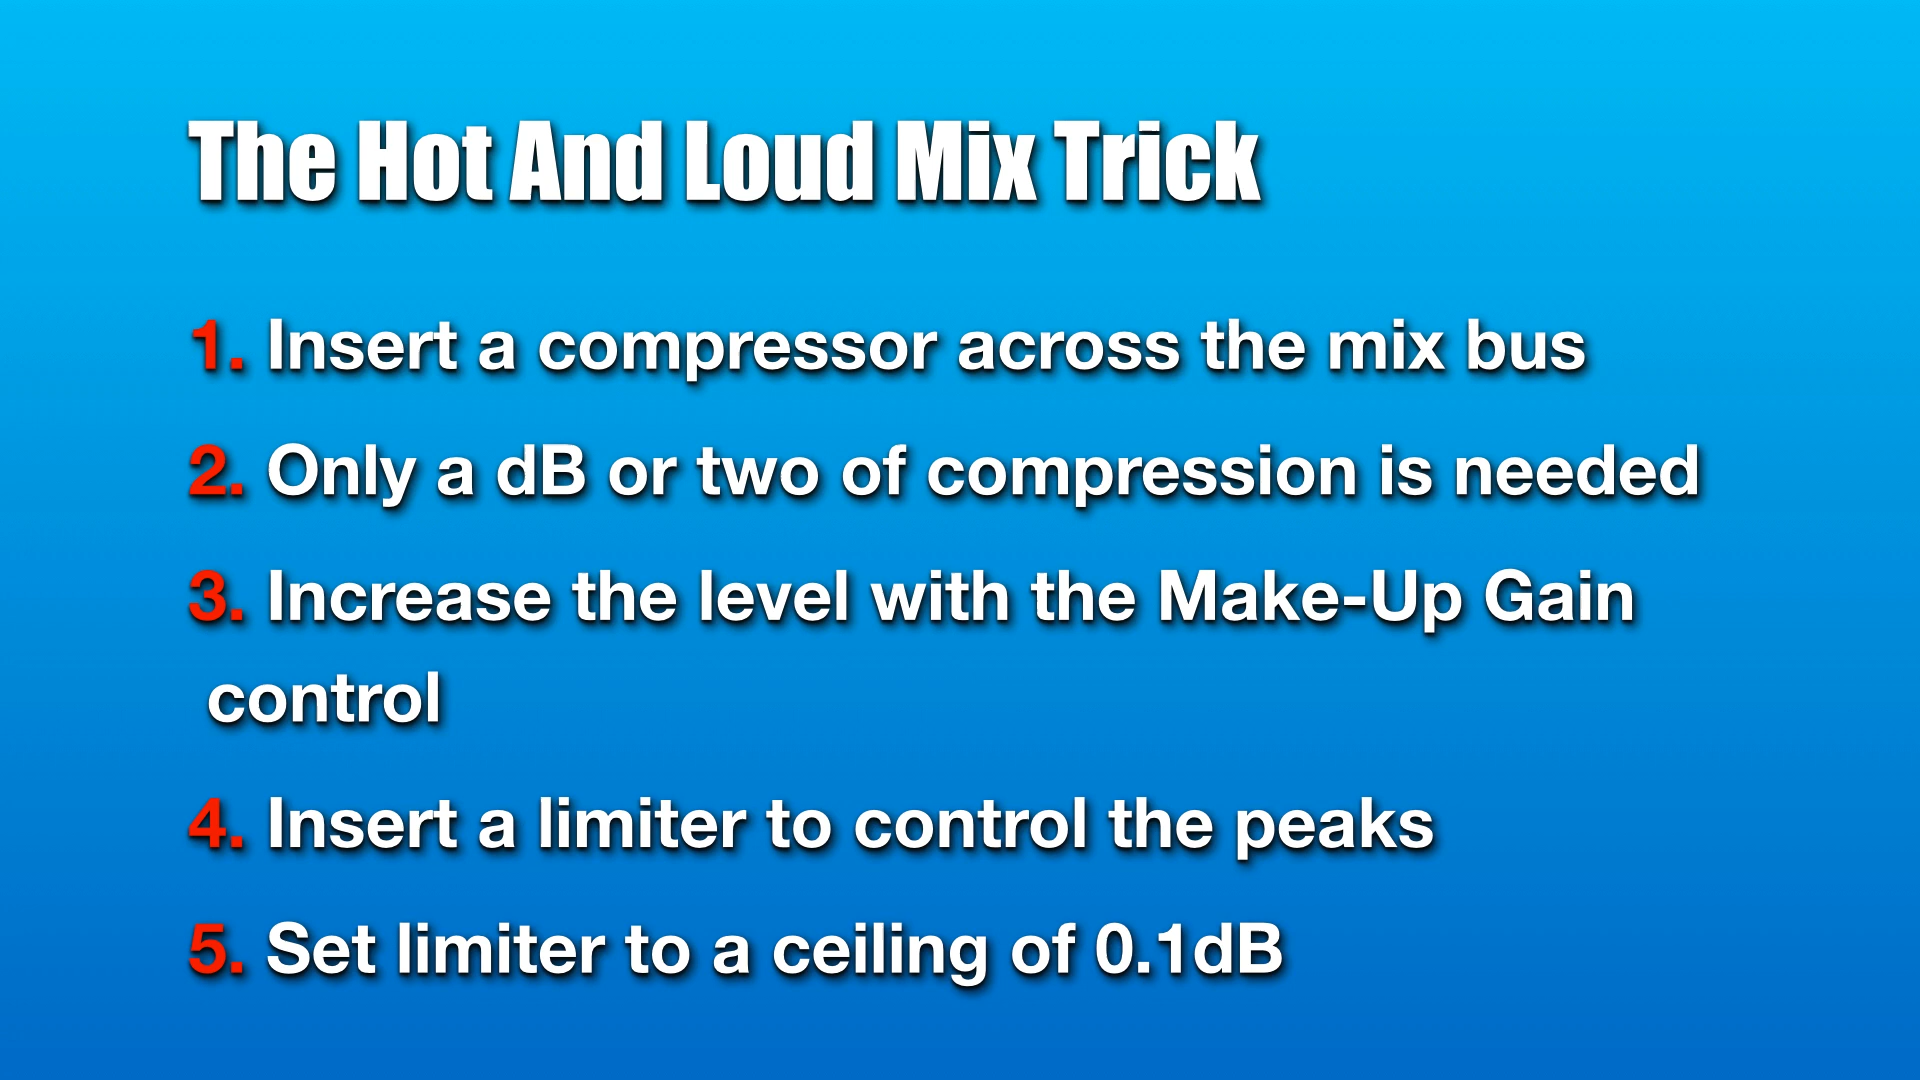 The Hot And Loud Mix Trick
1. Insert a compressor across the mix bus
2. Only a dB or two of compression is needed
3. Increase the level with the Make-Up Gain
control
4. Insert a limiter to control the peaks
5. Set limiter to a ceiling of 0.1dB